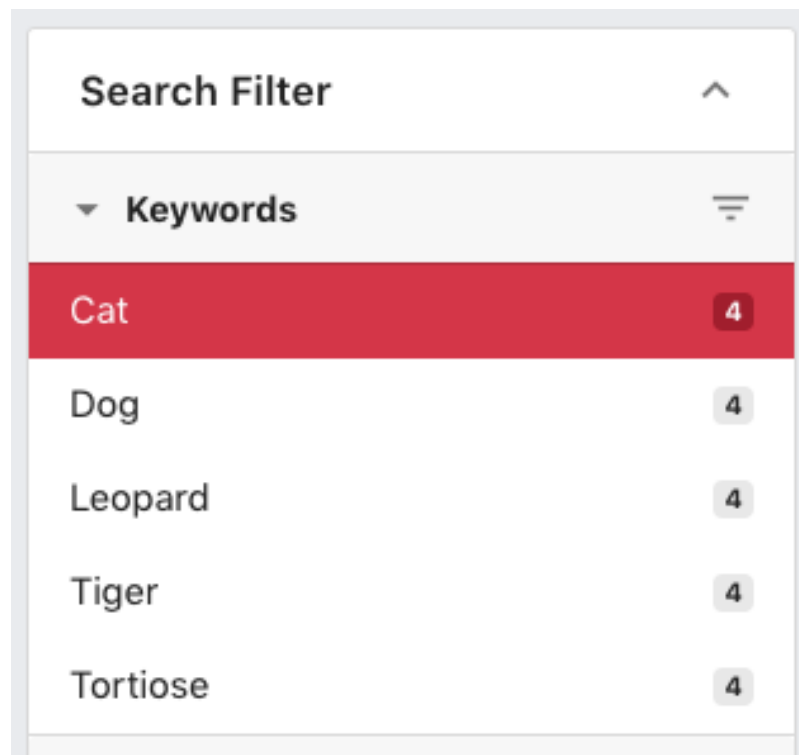 Search Filter
Keywords
Cat 4
Dog 4
Leopard 4
Tiger 4
Tortiose 4